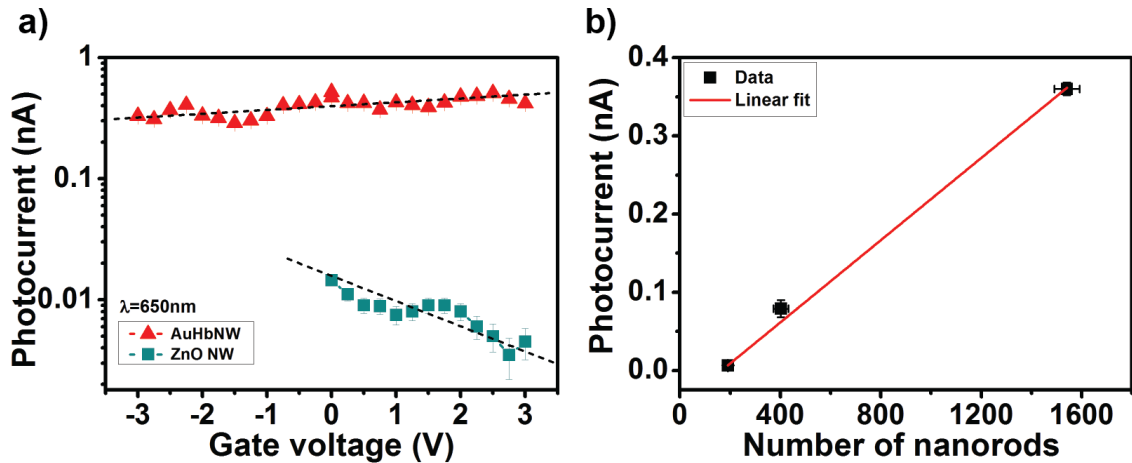 a)
Photocurrent (nA)
1
0.1
0.01
λ=650nm
AuHbNW
ZnO NW
-3 -2 -1 0 1 2 3
Gate voltage (V)
b)
Photocurrent (nA)
0.4
0.3
0.2
0.1
0.0
Data
Linear fit
0 400 800 1200 1600
Number of nanorods